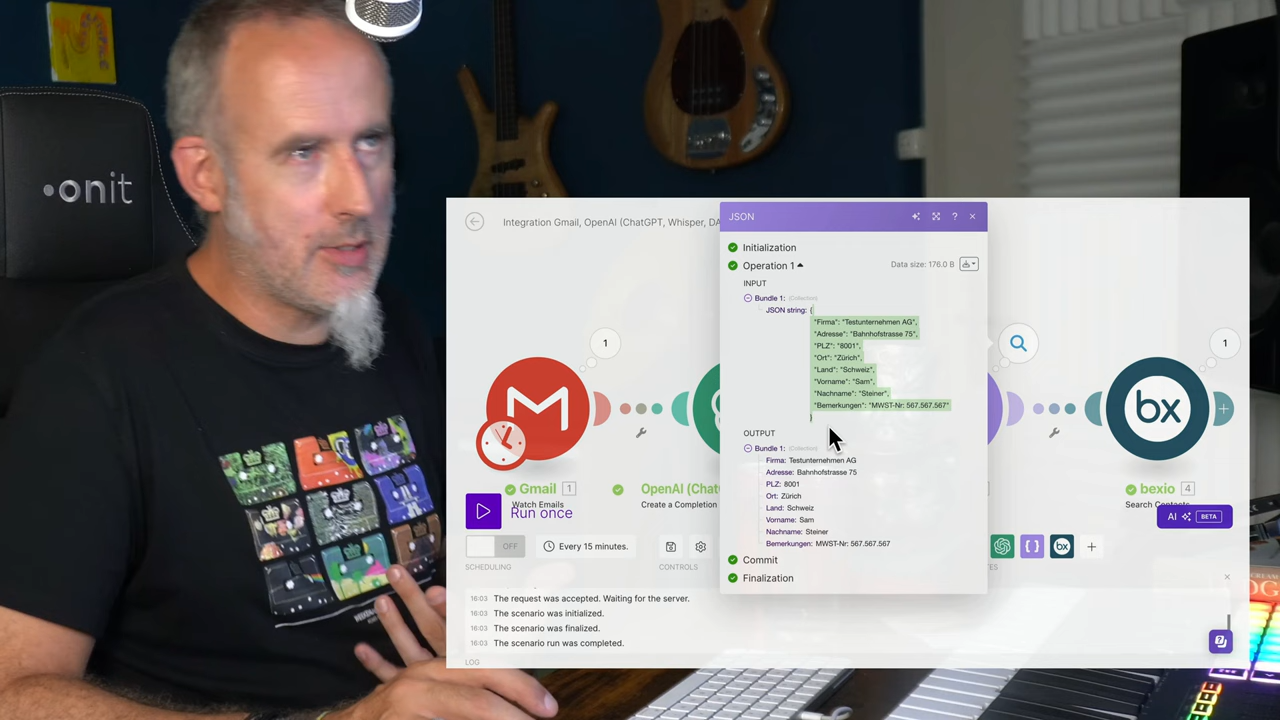 onit
Integration Gmail, OpenAI (ChatGPT, Whisper, DA
JSON
?
Initialization
Operation 1
Data size: 176.0 B
INPUT
Bundle 1: (Collection)
JSON string: {
"Firma": "Testunternehmen AG",
"Adresse": "Bahnhofstrasse 75",
"PLZ": "8001",
"Ort": "Zürich",
"Land": "Schweiz",
"Vorname": "Sam",
"Nachname": "Steiner",
"Bemerkungen": "MWST-Nr: 567.567.567"
}
OUTPUT
Bundle 1: (Collection)
Firma: Testunternehmen AG
Adresse: Bahnhofstrasse 75
PLZ: 8001
Ort: Zürich
Land: Schweiz
Vorname: Sam
Nachname: Steiner
Bemerkungen: MWST-Nr: 567.567.567
Commit
Finalization
1
1
bx
Gmail 1
Watch Emails
OpenAI (Chat
Create a Completion
bexio 4
Search Contacts
Run once
AI BETA
OFF
Every 15 minutes.
SCHEDULING
CONTROLS
bx
16:03 The request was accepted. Waiting for the server.
16:03 The scenario was initialized.
16:03 The scenario was finalized.
16:03 The scenario run was completed.
LOG